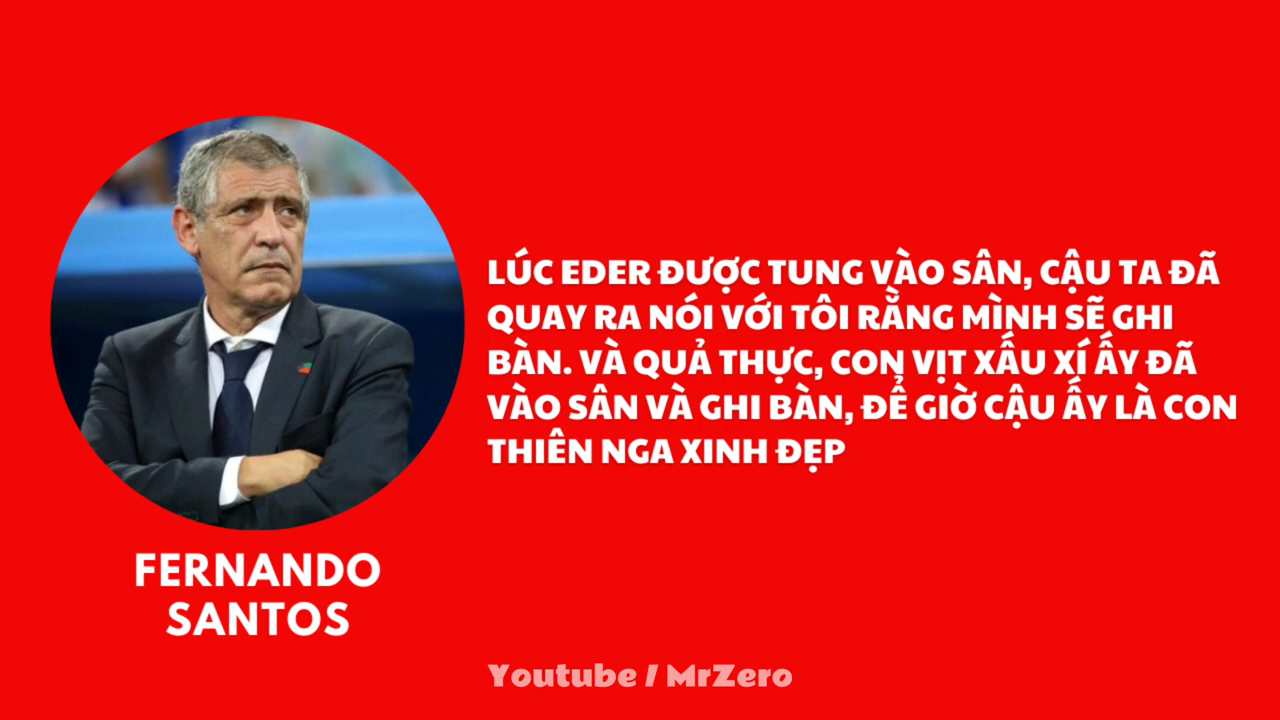 LÚC EDER ĐƯỢC TUNG VÀO SÂN, CẬU TA ĐÃ
QUAY RA NÓI VỚI TÔI RẰNG MÌNH SẼ GHI
BÀN. VÀ QUẢ THỰC, CON VỊT XẤU XÍ ẤY ĐÃ
VÀO SÂN VÀ GHI BÀN, ĐỂ GIỜ CẬU ẤY LÀ CON
THIÊN NGA XINH ĐẸP
FERNANDO
SANTOS
Youtube / MrZero